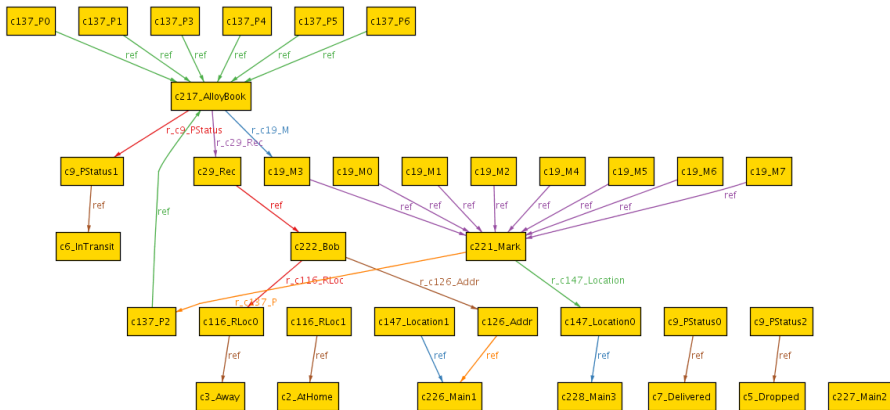 c137_P0 c137_P1 c137_P3 c137_P4 c137_P5 c137_P6
ref ref ref ref ref ref
c217_AlloyBook
r_c9_PStatus r_c29_Rec r_c19_M
c9_PStatus1 c29_Rec c19_M3 c19_M0 c19_M1 c19_M2 c19_M4 c19_M5 c19_M6 c19_M7
ref ref ref ref ref ref ref ref ref ref ref
c6_InTransit c222_Bob c221_Mark
r_c116_RLoc r_c126_Addr r_c147_Location
r_c137_P
c137_P2 c116_RLoc0 c116_RLoc1 c147_Location1 c126_Addr c147_Location0 c9_PStatus0 c9_PStatus2
ref ref ref ref ref ref ref
c3_Away c2_AtHome c226_Main1 c228_Main3 c7_Delivered c5_Dropped c227_Main2